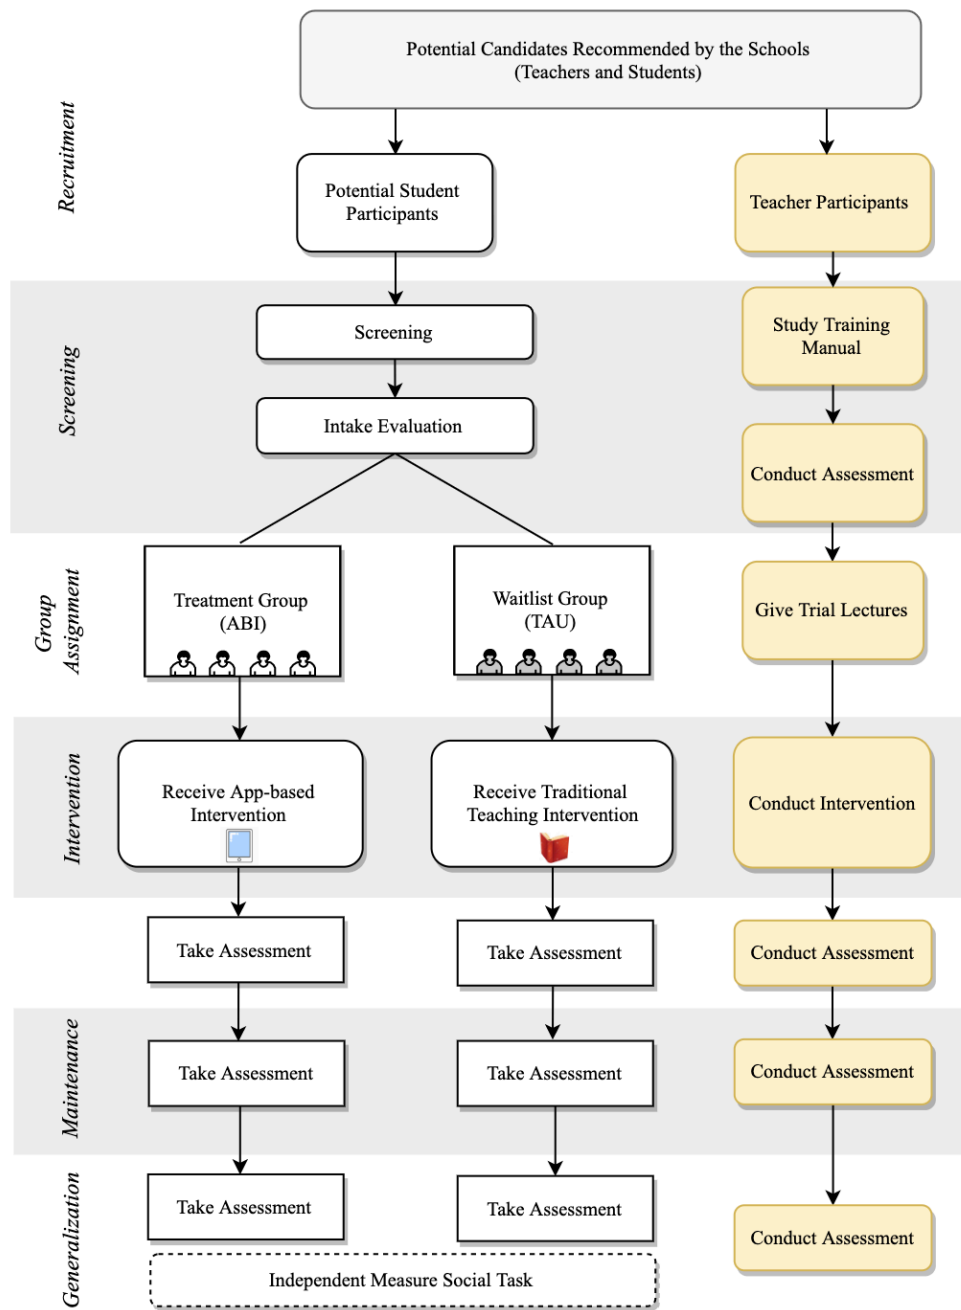 Potential Candidates Recommended by the Schools
(Teachers and Students)
Recruitment
Potential Student
Participants
Teacher Participants
Screening
Screening
Intake Evaluation
Study Training
Manual
Conduct Assessment
Group
Assignment
Treatment Group
(ABI)
Waitlist Group
(TAU)
Give Trial Lectures
Intervention
Receive App-based
Intervention
Receive Traditional
Teaching Intervention
Conduct Intervention
Take Assessment
Take Assessment
Conduct Assessment
Maintenance
Take Assessment
Take Assessment
Conduct Assessment
Generalization
Take Assessment
Take Assessment
Conduct Assessment
Independent Measure Social Task